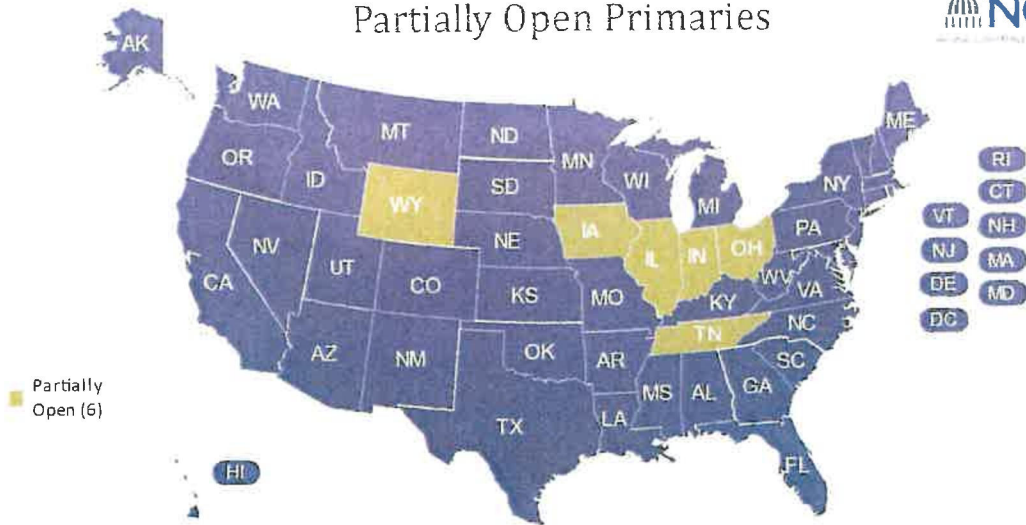 Partially Open Primaries
NC
AK
WA
MT
ND
MN
ME
OR
ID
WY
SD
WI
MI
NY
RI
CT
VT
NH
NV
UT
NE
IA
IL
IN
OH
PA
NJ
MA
CA
CO
KS
MO
KY
WV
VA
DE
MD
DC
AZ
NM
OK
AR
TN
NC
SC
MS
AL
GA
TX
LA
FL
HI
Partially
Open (6)